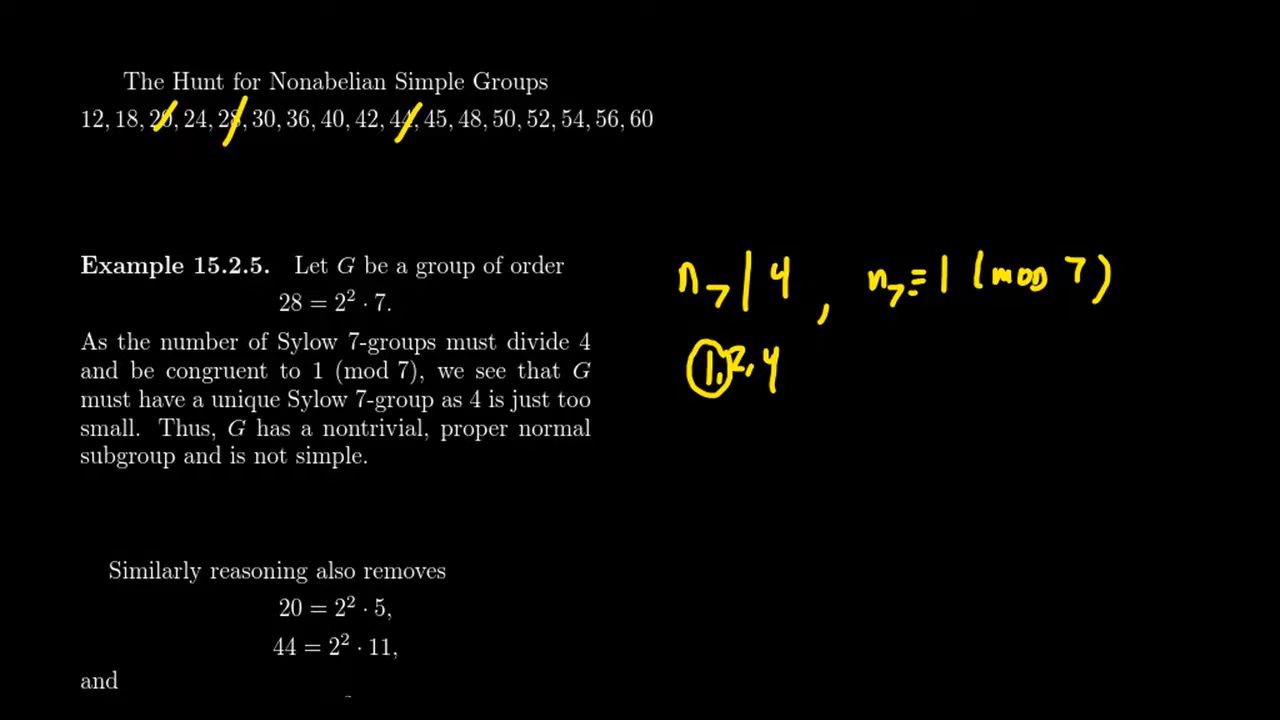 The Hunt for Nonabelian Simple Groups
12, 18, 20, 24, 28, 30, 36, 40, 42, 44, 45, 48, 50, 52, 54, 56, 60
Example 15.2.5. Let G be a group of order
28 = 2² · 7.
As the number of Sylow 7-groups must divide 4
and be congruent to 1 (mod 7), we see that G
must have a unique Sylow 7-group as 4 is just too
small. Thus, G has a nontrivial, proper normal
subgroup and is not simple.
n₇ | 4 , n₇ ≡ 1 (mod 7)
1, 2, 4
Similarly reasoning also removes
20 = 2² · 5,
44 = 2² · 11,
and